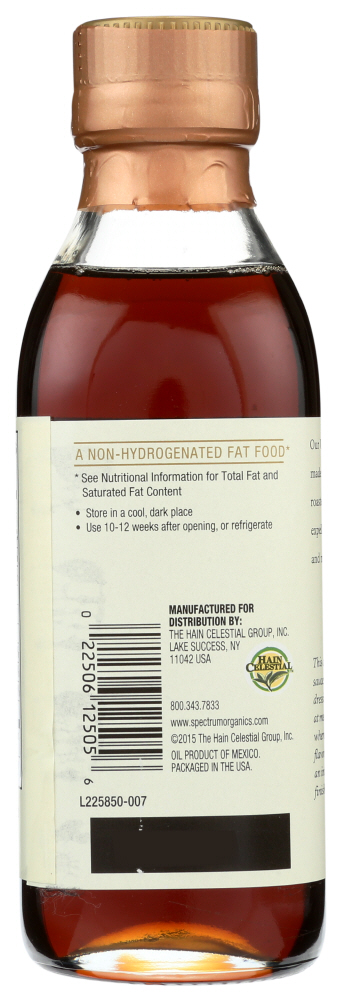 A NON-HYDROGENATED FAT FOOD*
* See Nutritional Information for Total Fat and
Saturated Fat Content
• Store in a cool, dark place
• Use 10-12 weeks after opening, or refrigerate
MANUFACTURED FOR
DISTRIBUTION BY:
THE HAIN CELESTIAL GROUP, INC.
LAKE SUCCESS, NY
11042 USA
HAIN
CELESTIAL
800.343.7833
www.spectrumorganics.com
©2015 The Hain Celestial Group, Inc.
OIL PRODUCT OF MEXICO.
PACKAGED IN THE USA.
0 22506 12505 6
L225850-007
Our